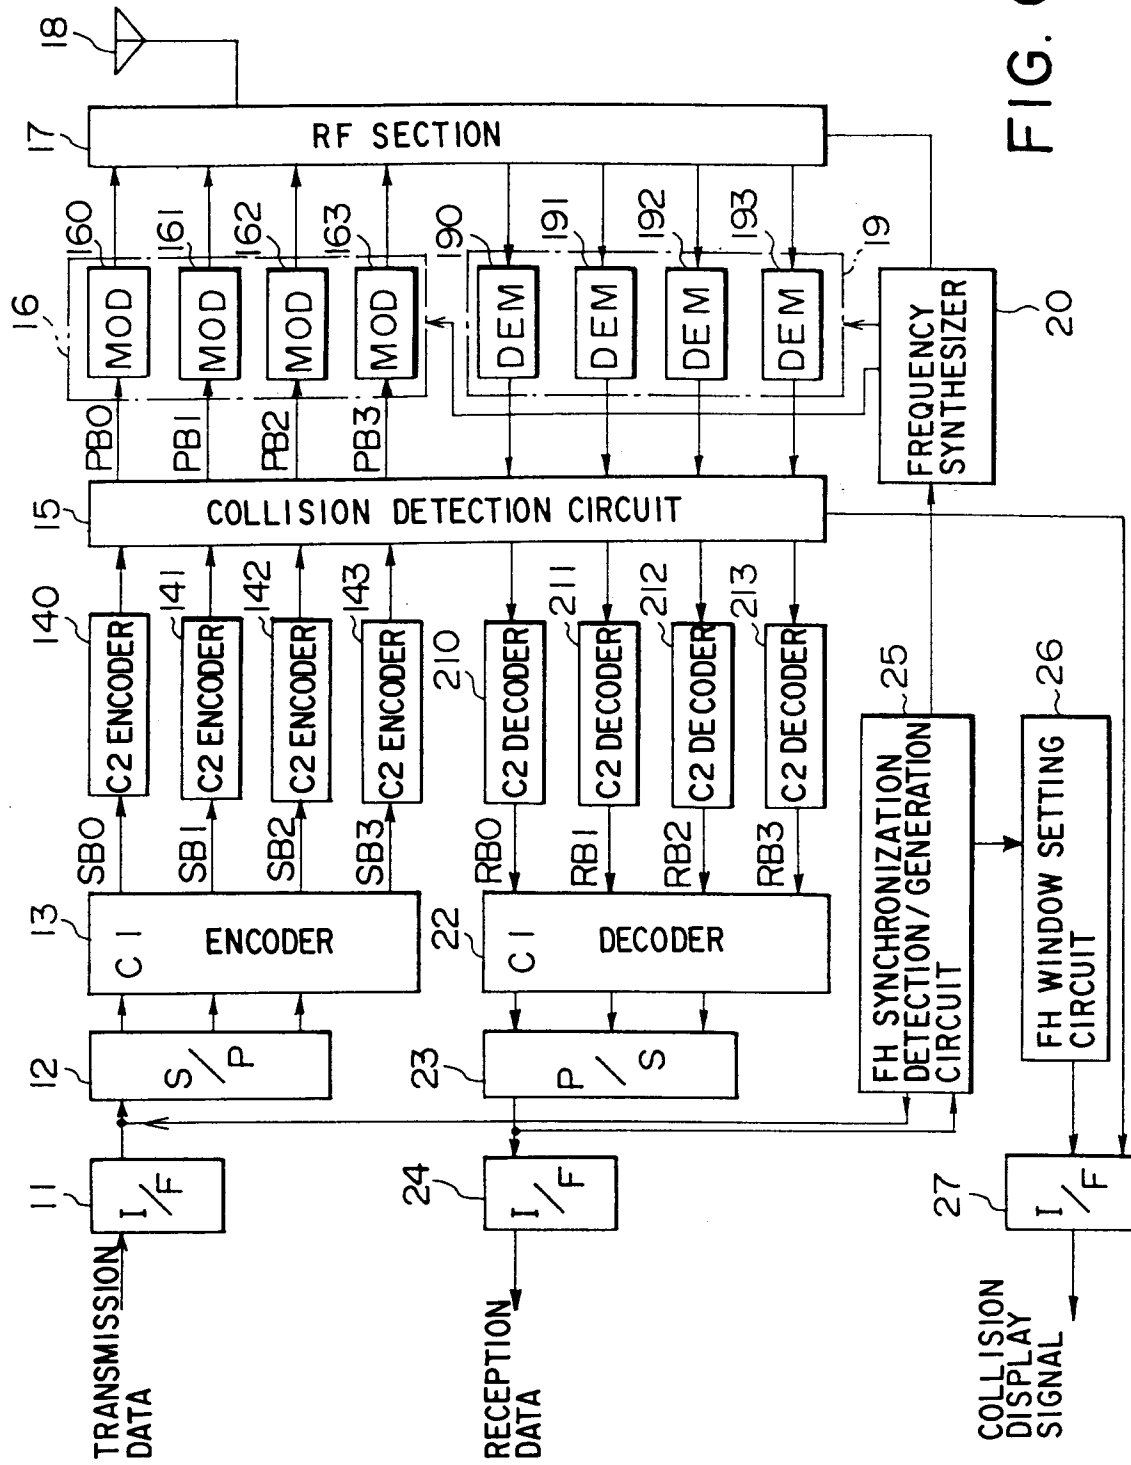 TRANSMISSION
DATA
11
I/F
12
S/P
13
C1
ENCODER
SB0
SB1
SB2
SB3
140
C2 ENCODER
141
C2 ENCODER
142
C2 ENCODER
143
C2 ENCODER
15
COLLISION DETECTION CIRCUIT
PB0
PB1
PB2
PB3
16
160
MOD
161
MOD
162
MOD
163
MOD
17
RF SECTION
18
RECEPTION
DATA
24
I/F
23
P/S
22
C1
DECODER
RB0
RB1
RB2
RB3
210
C2 DECODER
211
C2 DECODER
212
C2 DECODER
213
C2 DECODER
190
DEM
191
DEM
192
DEM
193
DEM
19
COLLISION
DISPLAY
SIGNAL
27
I/F
FH SYNCHRONIZATION
DETECTION/GENERATION
CIRCUIT
25
FH WINDOW SETTING
CIRCUIT
26
FREQUENCY
SYNTHESIZER
20
FIG.